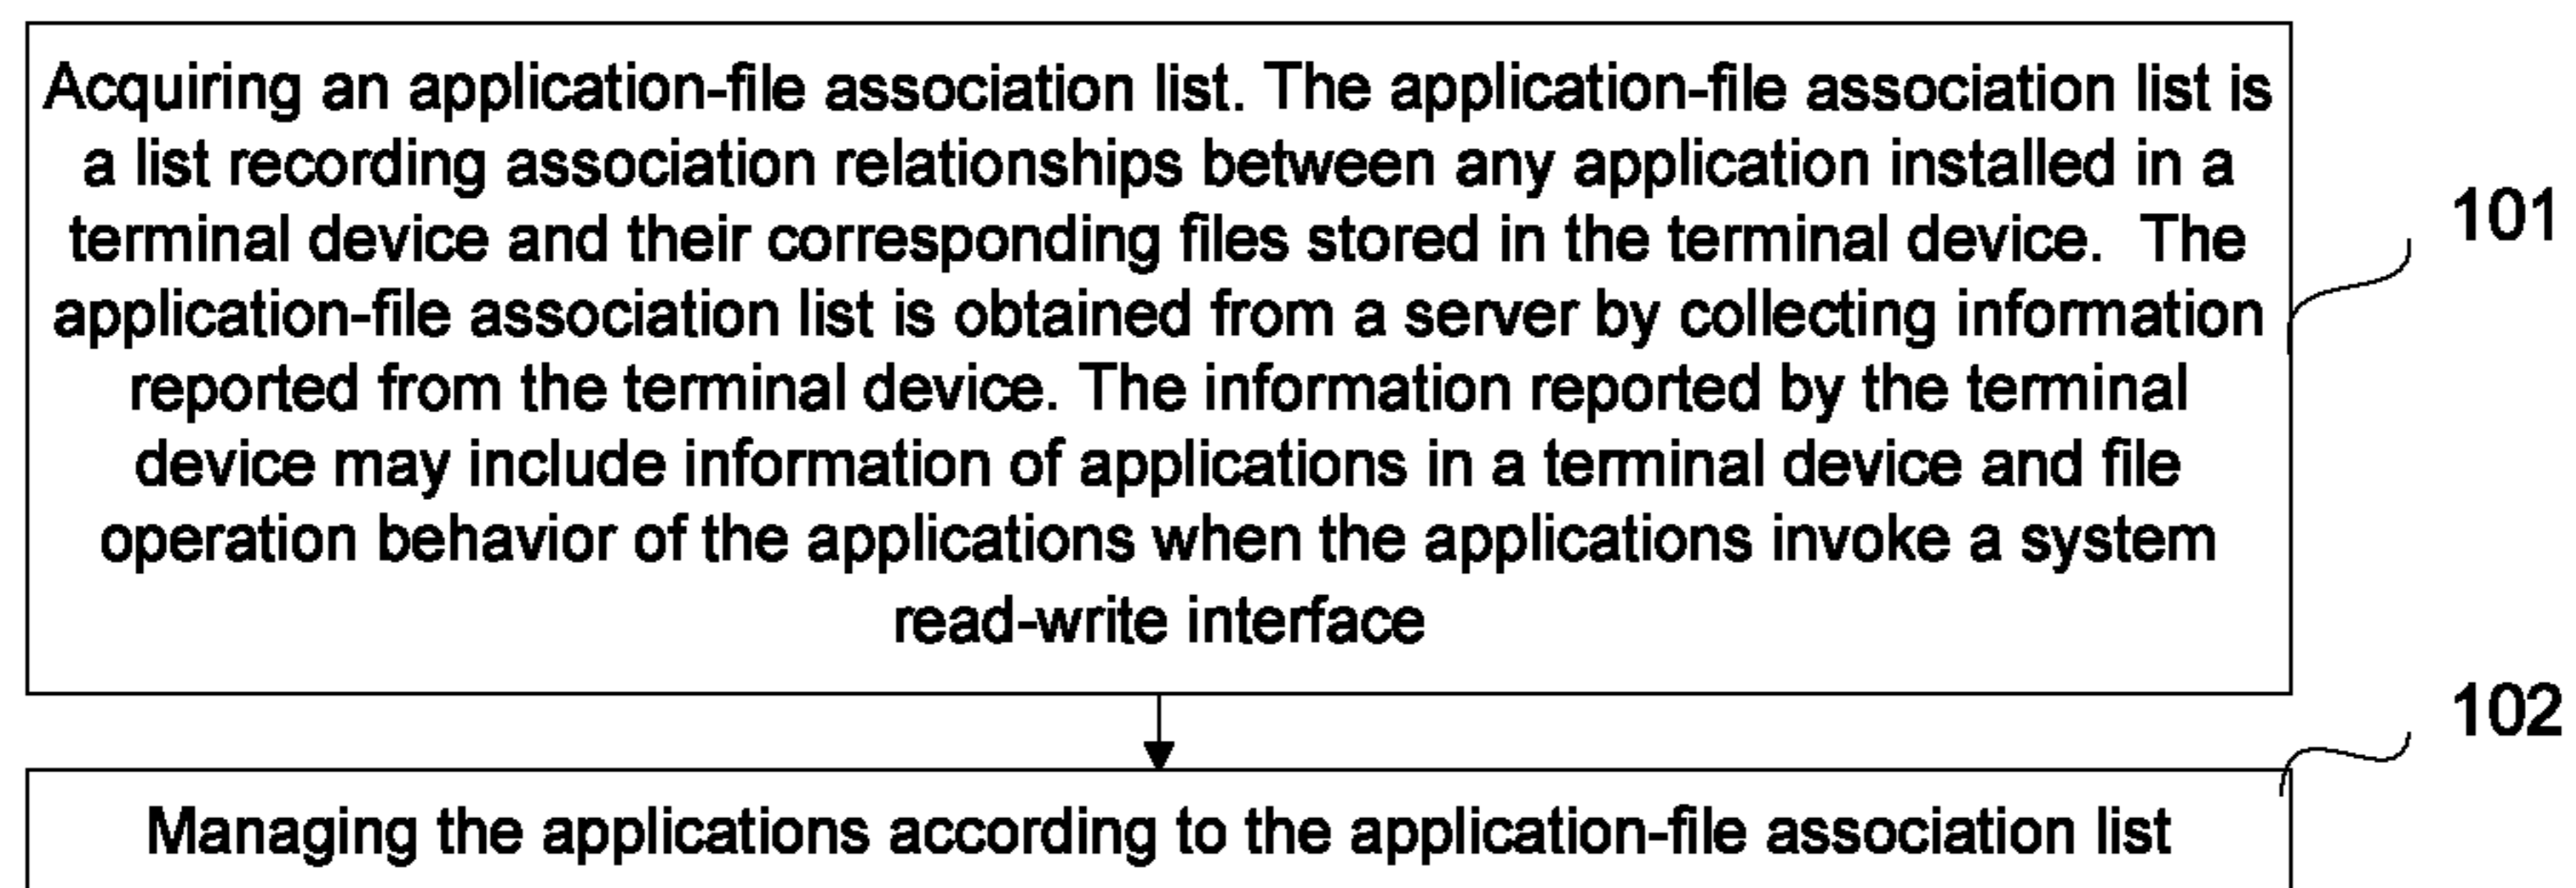 Acquiring an application-file association list. The application-file association list is
a list recording association relationships between any application installed in a
terminal device and their corresponding files stored in the terminal device.  The
application-file association list is obtained from a server by collecting information
reported from the terminal device. The information reported by the terminal
device may include information of applications in a terminal device and file
operation behavior of the applications when the applications invoke a system
read-write interface
101
102
Managing the applications according to the application-file association list